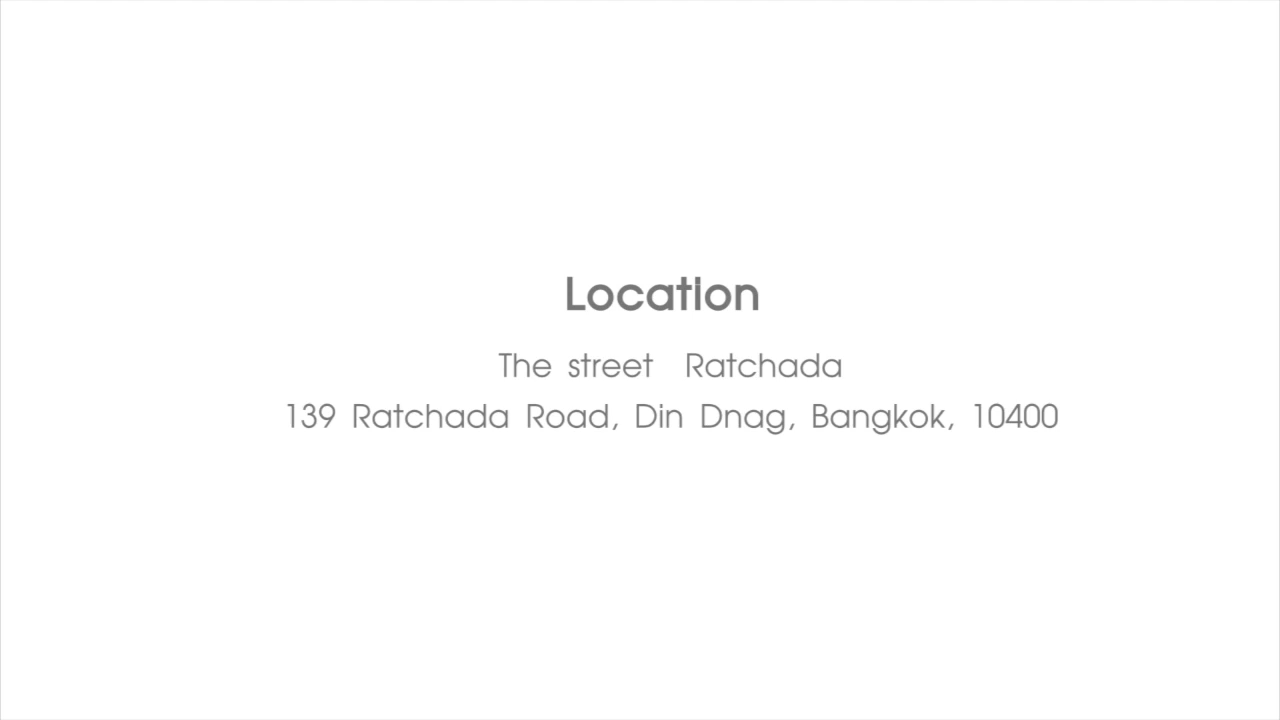 Location
The street Ratchada
139 Ratchada Road, Din Dnag, Bangkok, 10400